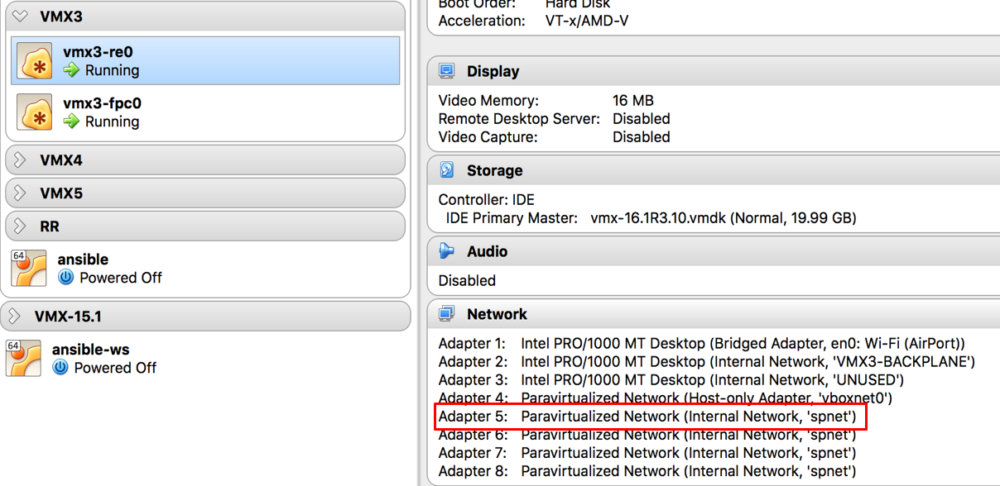 VMX3
vmx3-re0
Running
vmx3-fpc0
Running
VMX4
VMX5
RR
64
ansible
Powered Off
VMX-15.1
64
ansible-ws
Powered Off
Boot Order: Hard Disk
Acceleration: VT-x/AMD-V
Display
Video Memory: 16 MB
Remote Desktop Server: Disabled
Video Capture: Disabled
Storage
Controller: IDE
IDE Primary Master: vmx-16.1R3.10.vmdk (Normal, 19.99 GB)
Audio
Disabled
Network
Adapter 1: Intel PRO/1000 MT Desktop (Bridged Adapter, en0: Wi-Fi (AirPort))
Adapter 2: Intel PRO/1000 MT Desktop (Internal Network, 'VMX3-BACKPLANE')
Adapter 3: Intel PRO/1000 MT Desktop (Internal Network, 'UNUSED')
Adapter 4: Paravirtualized Network (Host-only Adapter, 'vboxnet0')
Adapter 5: Paravirtualized Network (Internal Network, 'spnet')
Adapter 6: Paravirtualized Network (Internal Network, 'spnet')
Adapter 7: Paravirtualized Network (Internal Network, 'spnet')
Adapter 8: Paravirtualized Network (Internal Network, 'spnet')